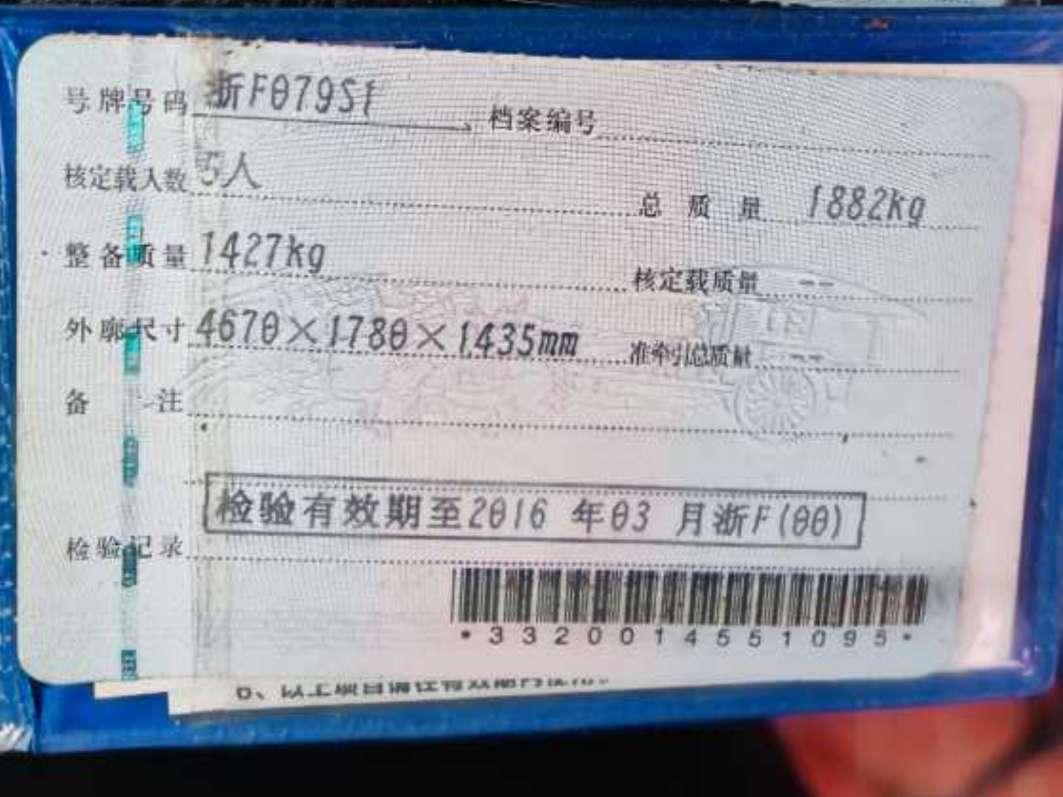 号牌号码 浙F079S1 档案编号
核定载人数 5人 总质量 1882kg
整备质量 1427kg 核定载质量 --
外廓尺寸 4670×1780×1435mm 准牵引总质量 --
备注
检验有效期至2016 年03 月浙F(00)
检验记录
*3320014551095*